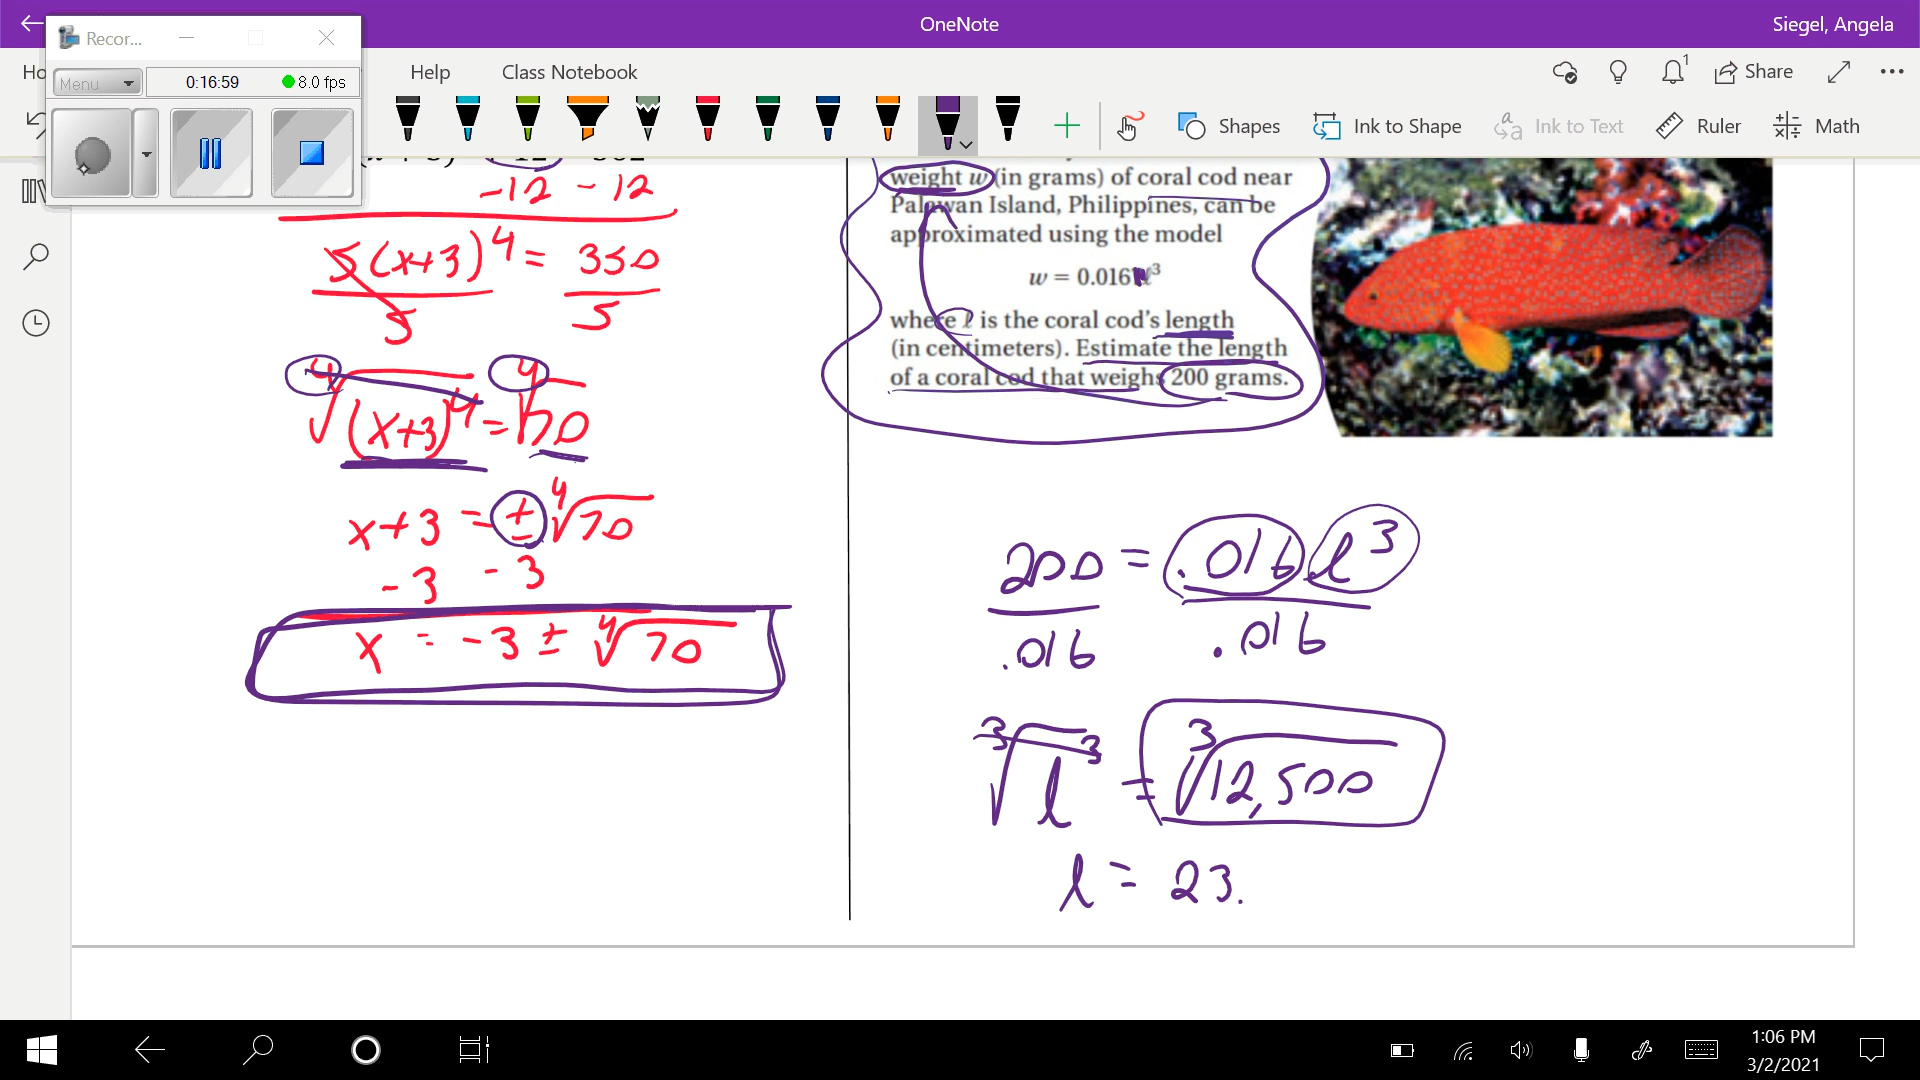 OneNote
Siegel, Angela
Recor...
Menu
0:16:59
8.0 fps
Help
Class Notebook
1
Share
Shapes
Ink to Shape
Ink to Text
Ruler
Math
-12 - 12
5(x+3)^4 = 350
5 5
4 4
√(x+3)^4 = √70
x+3 = ± 4√70
-3 - 3
x = -3 ± 4√70
weight w (in grams) of coral cod near
Palawan Island, Philippines, can be
approximated using the model
w = 0.016ℓ³
where ℓ is the coral cod's length
(in centimeters). Estimate the length
of a coral cod that weighs 200 grams.
200 = .016 l³
.016 .016
3√l³ = 3√12,500
l = 23.
1:06 PM
3/2/2021